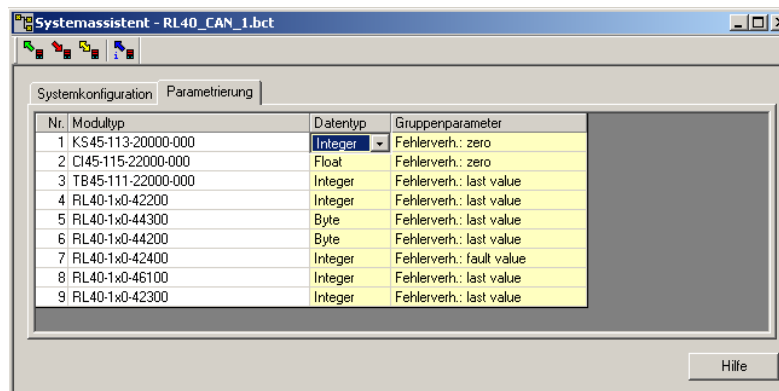 Systemassistent - RL40_CAN_1.bct
Systemkonfiguration Parametrierung
Nr. Modultyp Datentyp Gruppenparameter
1 KS45-113-20000-000 Integer Fehlerverh.: zero
2 CI45-115-22000-000 Float Fehlerverh.: zero
3 TB45-111-22000-000 Integer Fehlerverh.: last value
4 RL40-1x0-42200 Integer Fehlerverh.: last value
5 RL40-1x0-44300 Byte Fehlerverh.: last value
6 RL40-1x0-44200 Byte Fehlerverh.: last value
7 RL40-1x0-42400 Integer Fehlerverh.: fault value
8 RL40-1x0-46100 Integer Fehlerverh.: last value
9 RL40-1x0-42300 Integer Fehlerverh.: last value
Hilfe